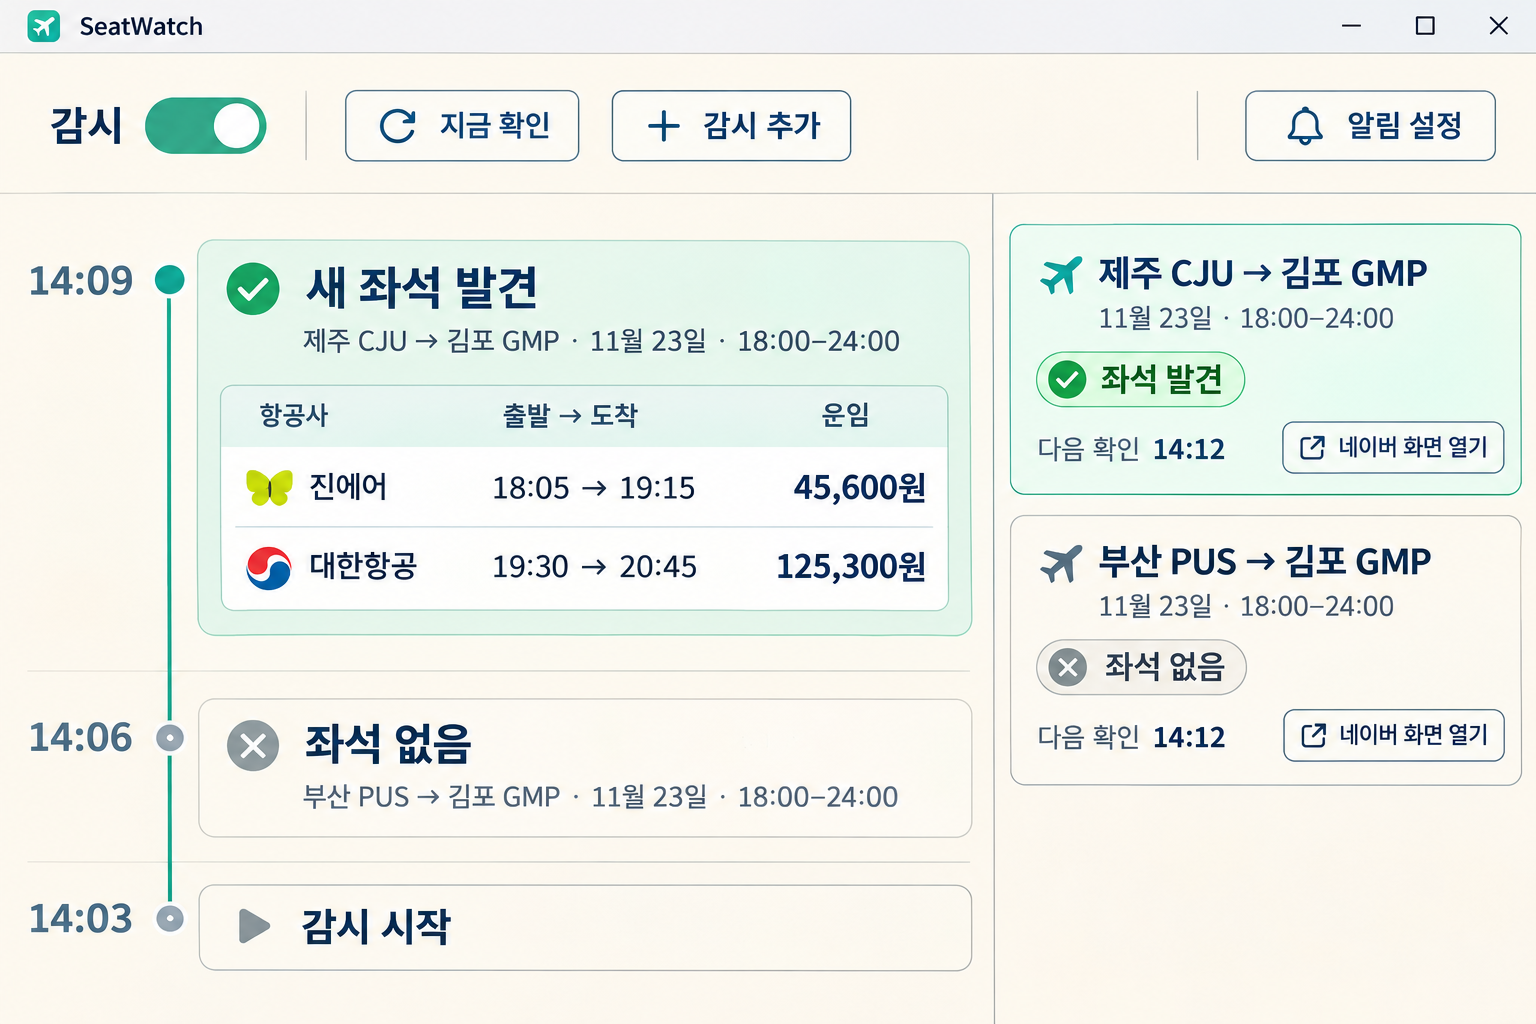 SeatWatch
감시
지금 확인
감시 추가
알림 설정
14:09
새 좌석 발견
제주 CJU → 김포 GMP · 11월 23일 · 18:00–24:00
항공사 출발 → 도착 운임
진에어 18:05 → 19:15 45,600원
대한항공 19:30 → 20:45 125,300원
14:06
좌석 없음
부산 PUS → 김포 GMP · 11월 23일 · 18:00–24:00
14:03
감시 시작
제주 CJU → 김포 GMP
11월 23일 · 18:00–24:00
좌석 발견
다음 확인 14:12
네이버 화면 열기
부산 PUS → 김포 GMP
11월 23일 · 18:00–24:00
좌석 없음
다음 확인 14:12
네이버 화면 열기